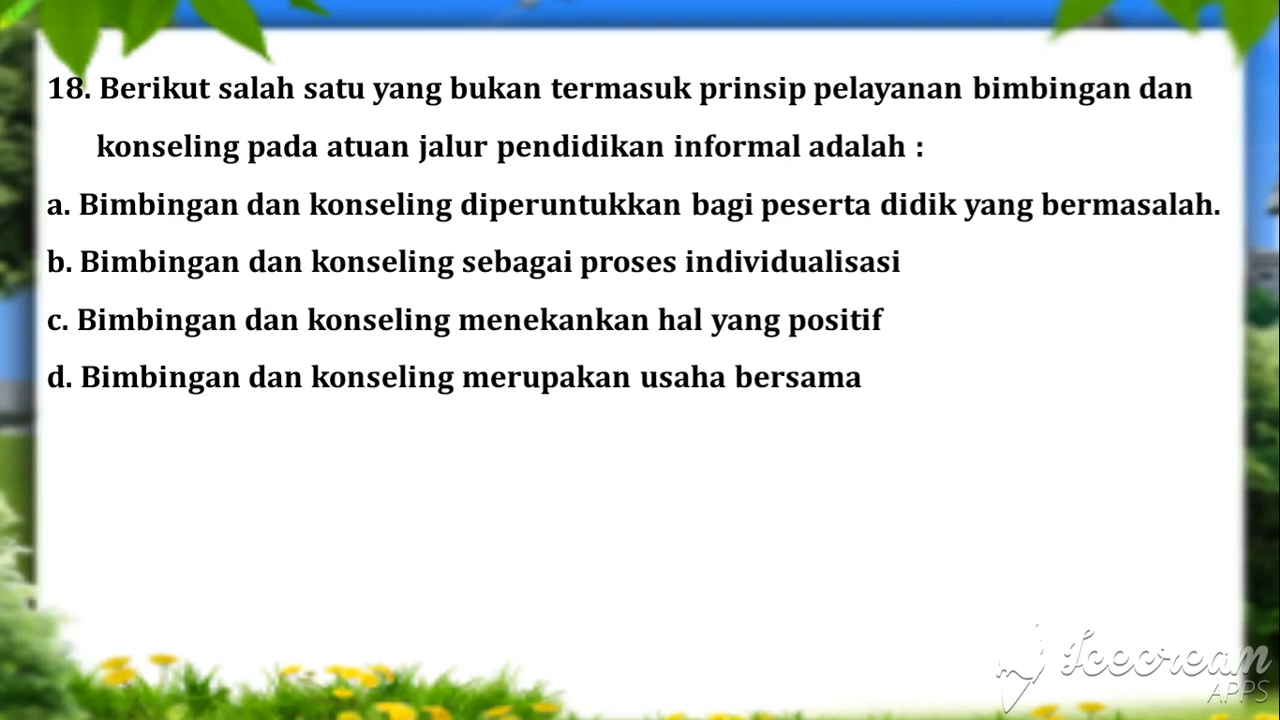 18. Berikut salah satu yang bukan termasuk prinsip pelayanan bimbingan dan
konseling pada atuan jalur pendidikan informal adalah :
a. Bimbingan dan konseling diperuntukkan bagi peserta didik yang bermasalah.
b. Bimbingan dan konseling sebagai proses individualisasi
c. Bimbingan dan konseling menekankan hal yang positif
d. Bimbingan dan konseling merupakan usaha bersama
Icecream
APPS